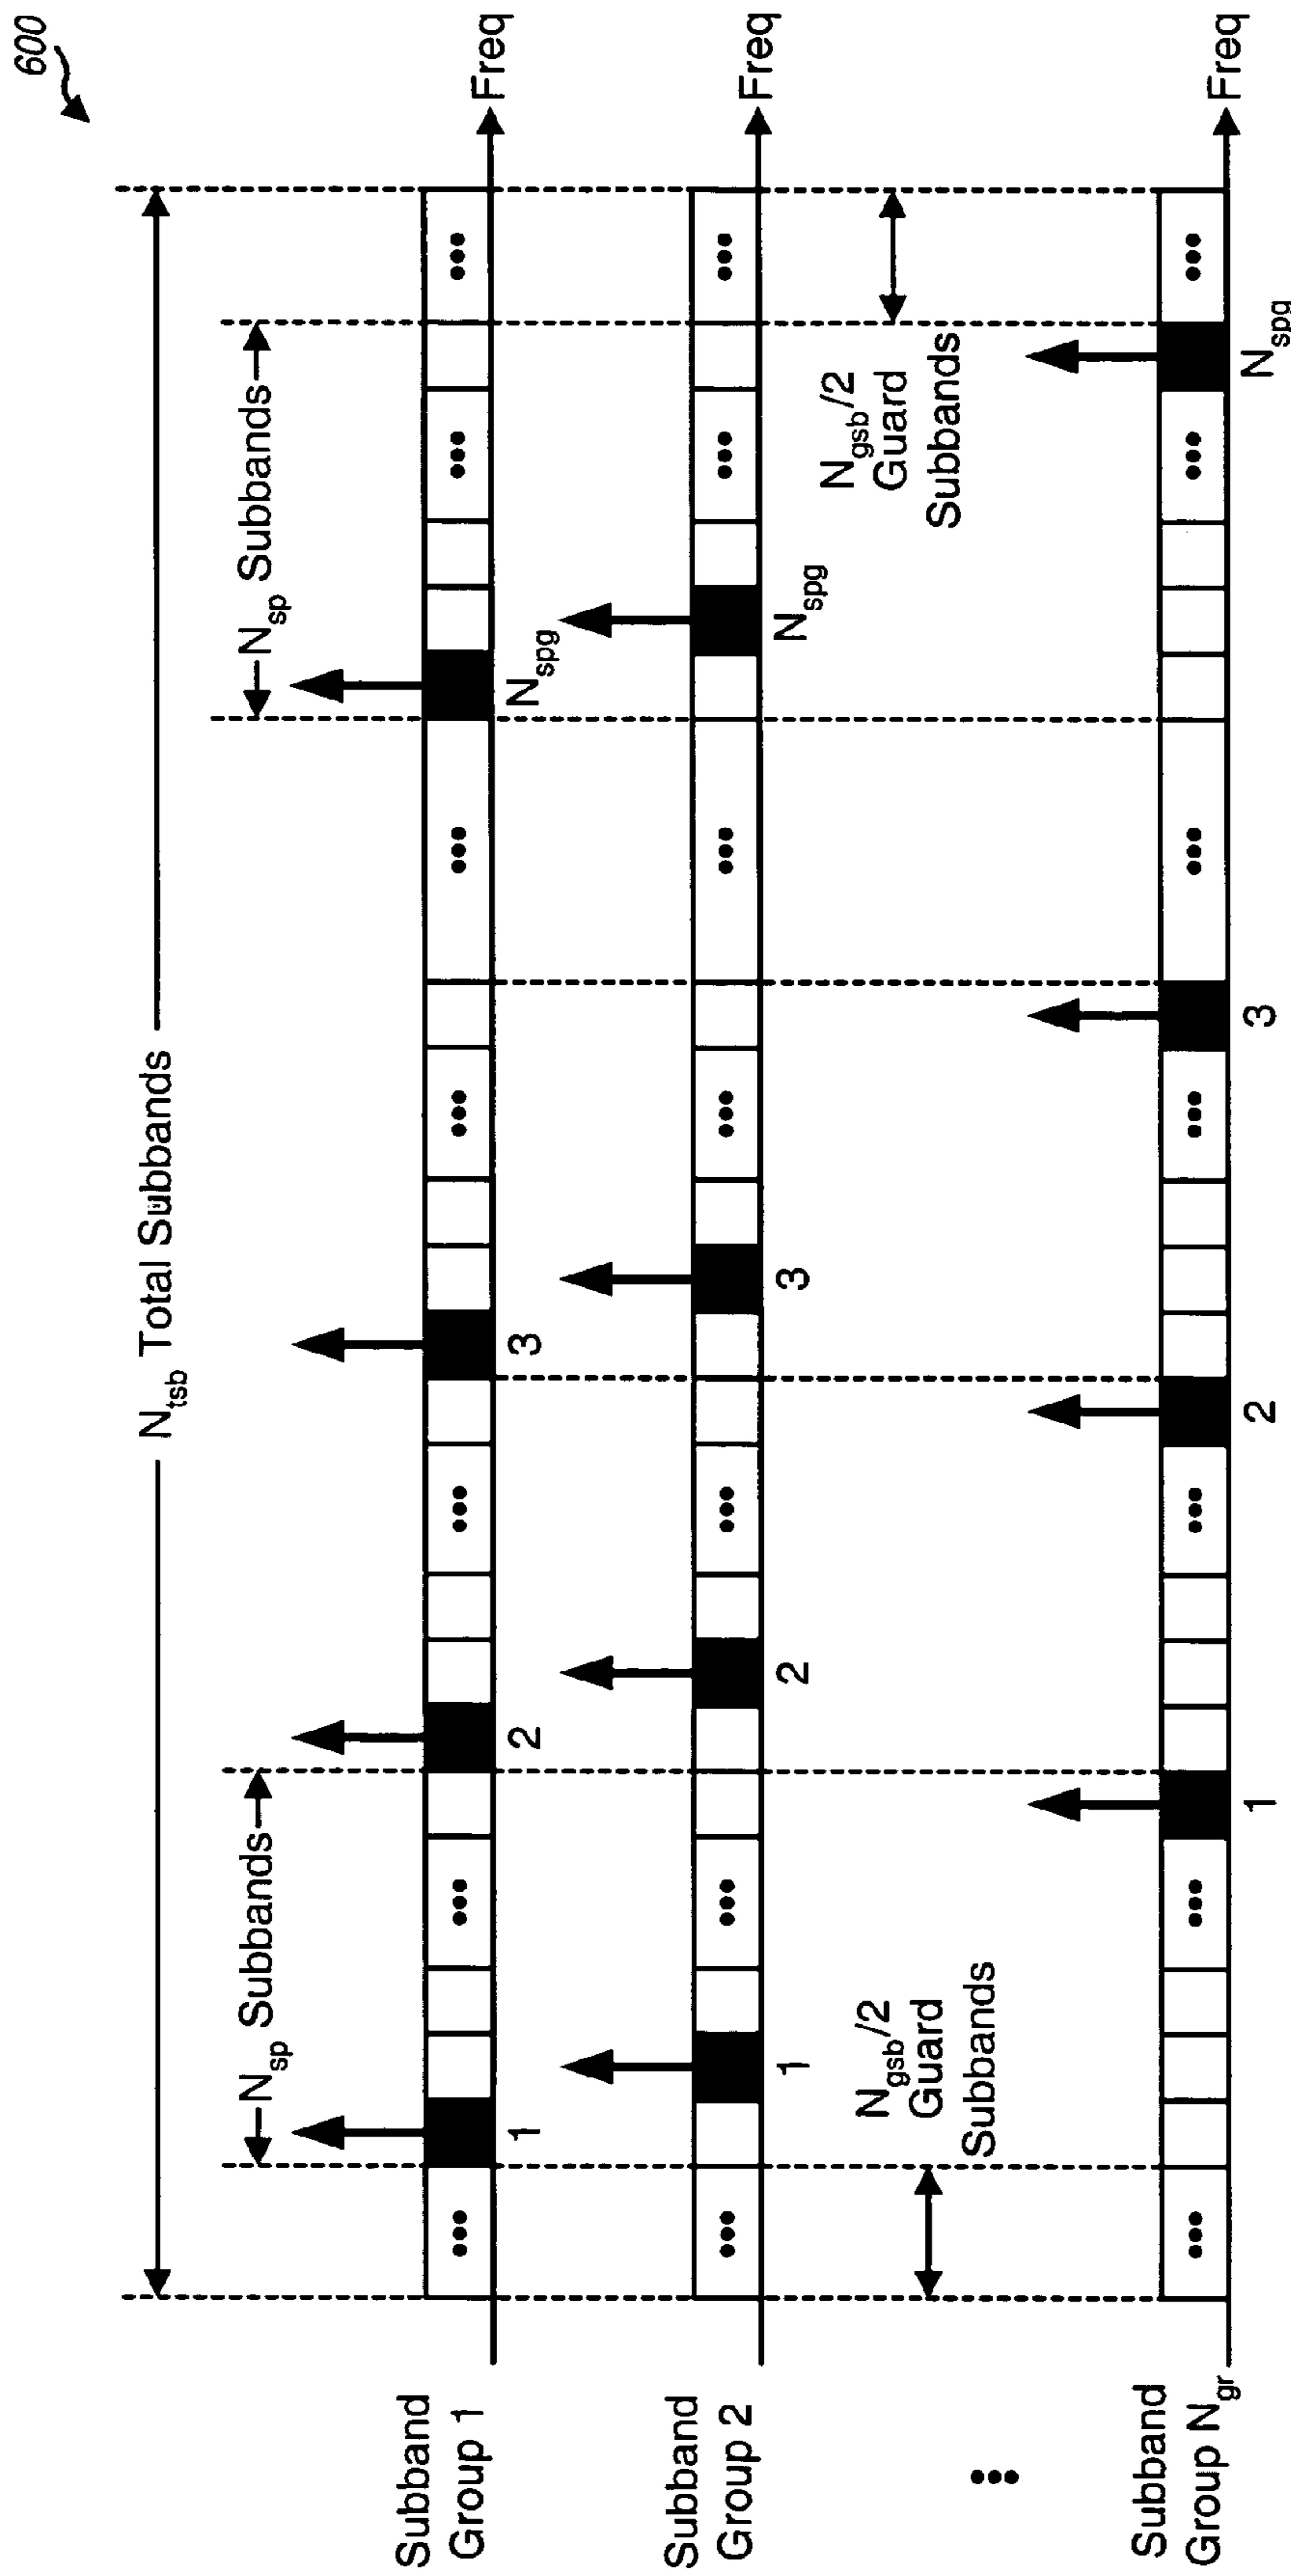 600
N_tsb Total Subbands
N_sp Subbands
N_sp Subbands
Subband
Group 1
1
2
3
N_spg
Freq
Subband
Group 2
1
2
3
N_spg
Freq
N_gsb/2
Guard
Subbands
N_gsb/2
Guard
Subbands
Subband
Group N_gr
1
2
3
N_spg
Freq